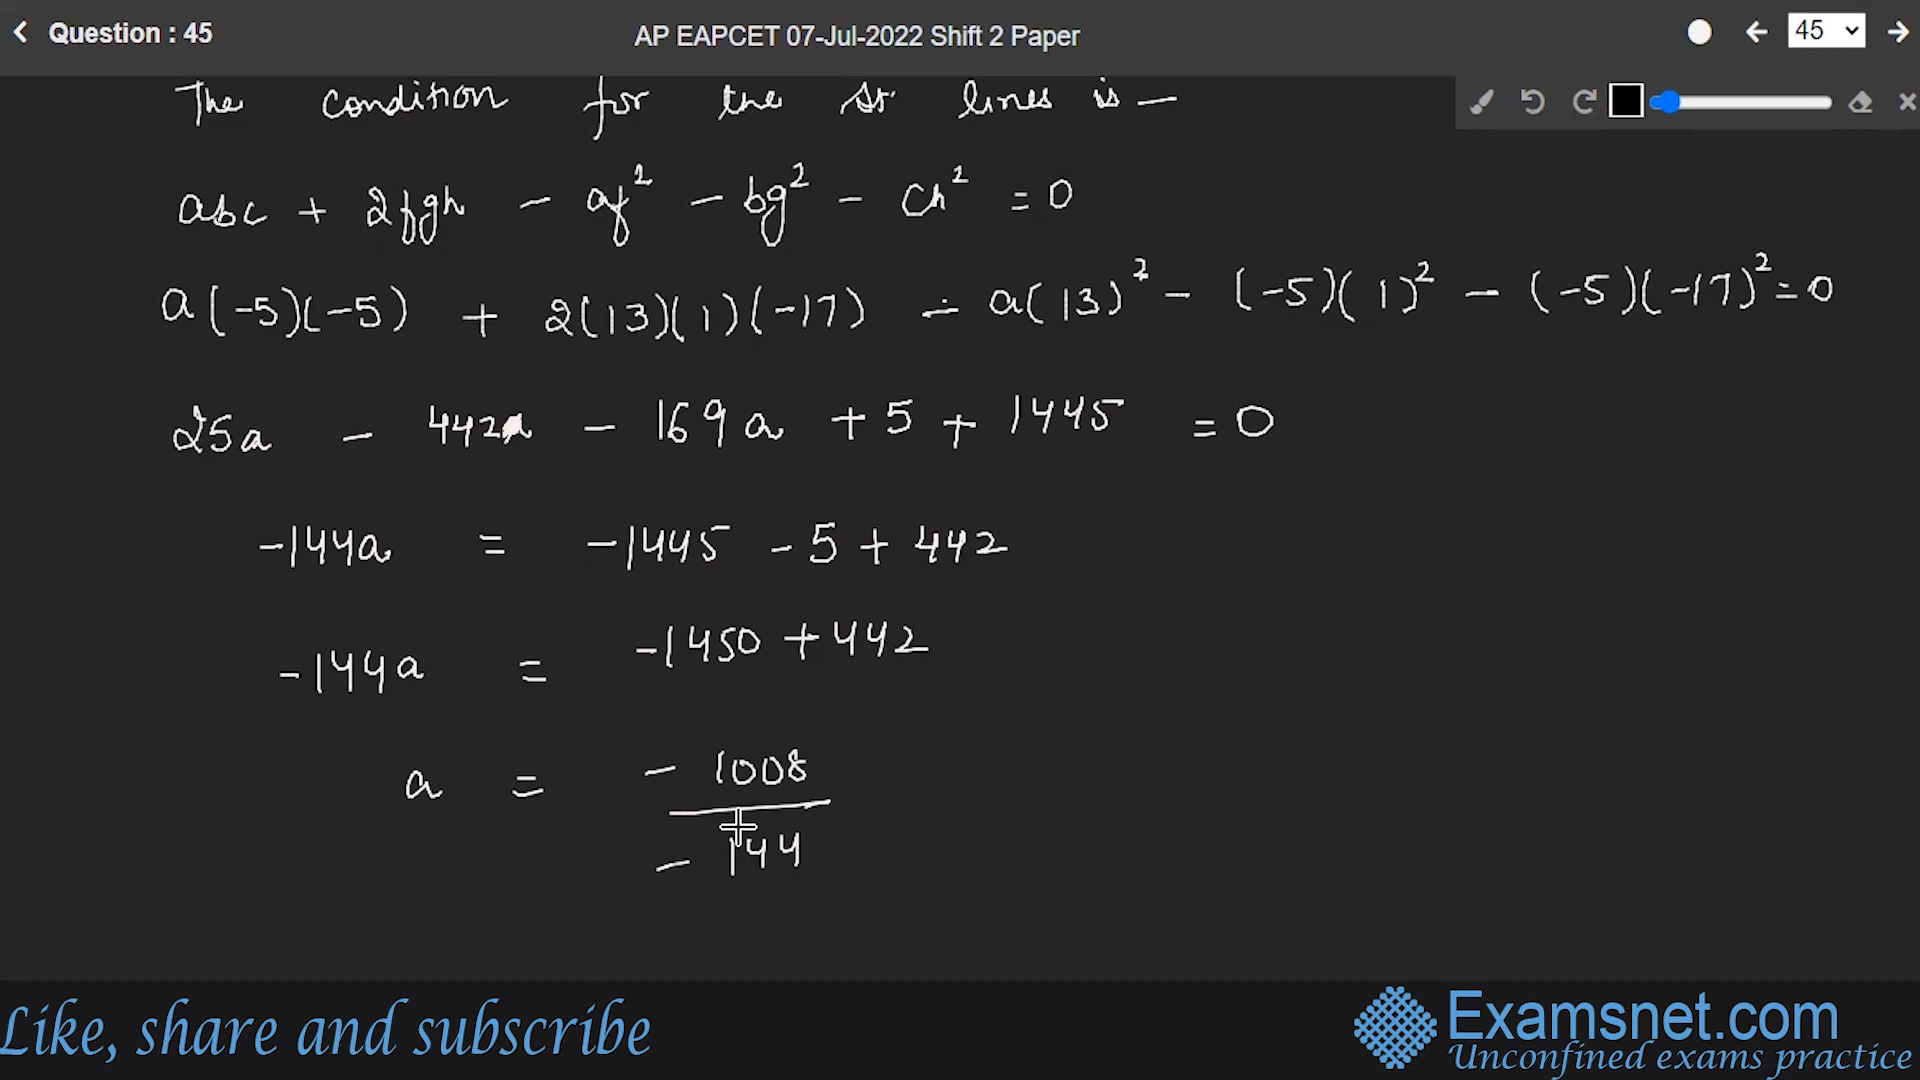 Question : 45
AP EAPCET 07-Jul-2022 Shift 2 Paper
45
The condition for the st. lines is —
abc + 2fgh - af² - bg² - ch² = 0
a(-5)(-5) + 2(13)(1)(-17) - a(13)² - (-5)(1)² - (-5)(-17)² = 0
25a - 442a - 169a + 5 + 1445 = 0
-144a = -1445 - 5 + 442
-144a = -1450 + 442
a = - 1008
- 144
Like, share and subscribe
Examsnet.com
Unconfined exams practice